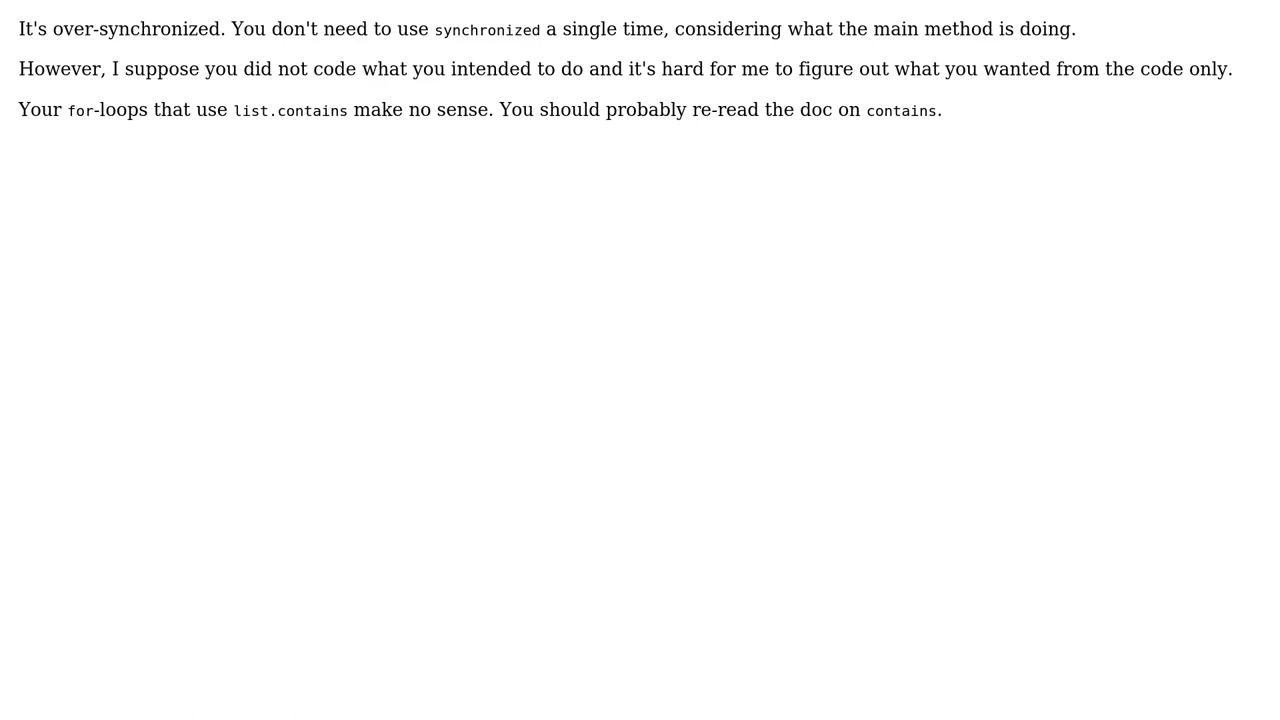 It's over-synchronized. You don't need to use synchronized a single time, considering what the main method is doing.
However, I suppose you did not code what you intended to do and it's hard for me to figure out what you wanted from the code only.
Your for-loops that use list.contains make no sense. You should probably re-read the doc on contains.